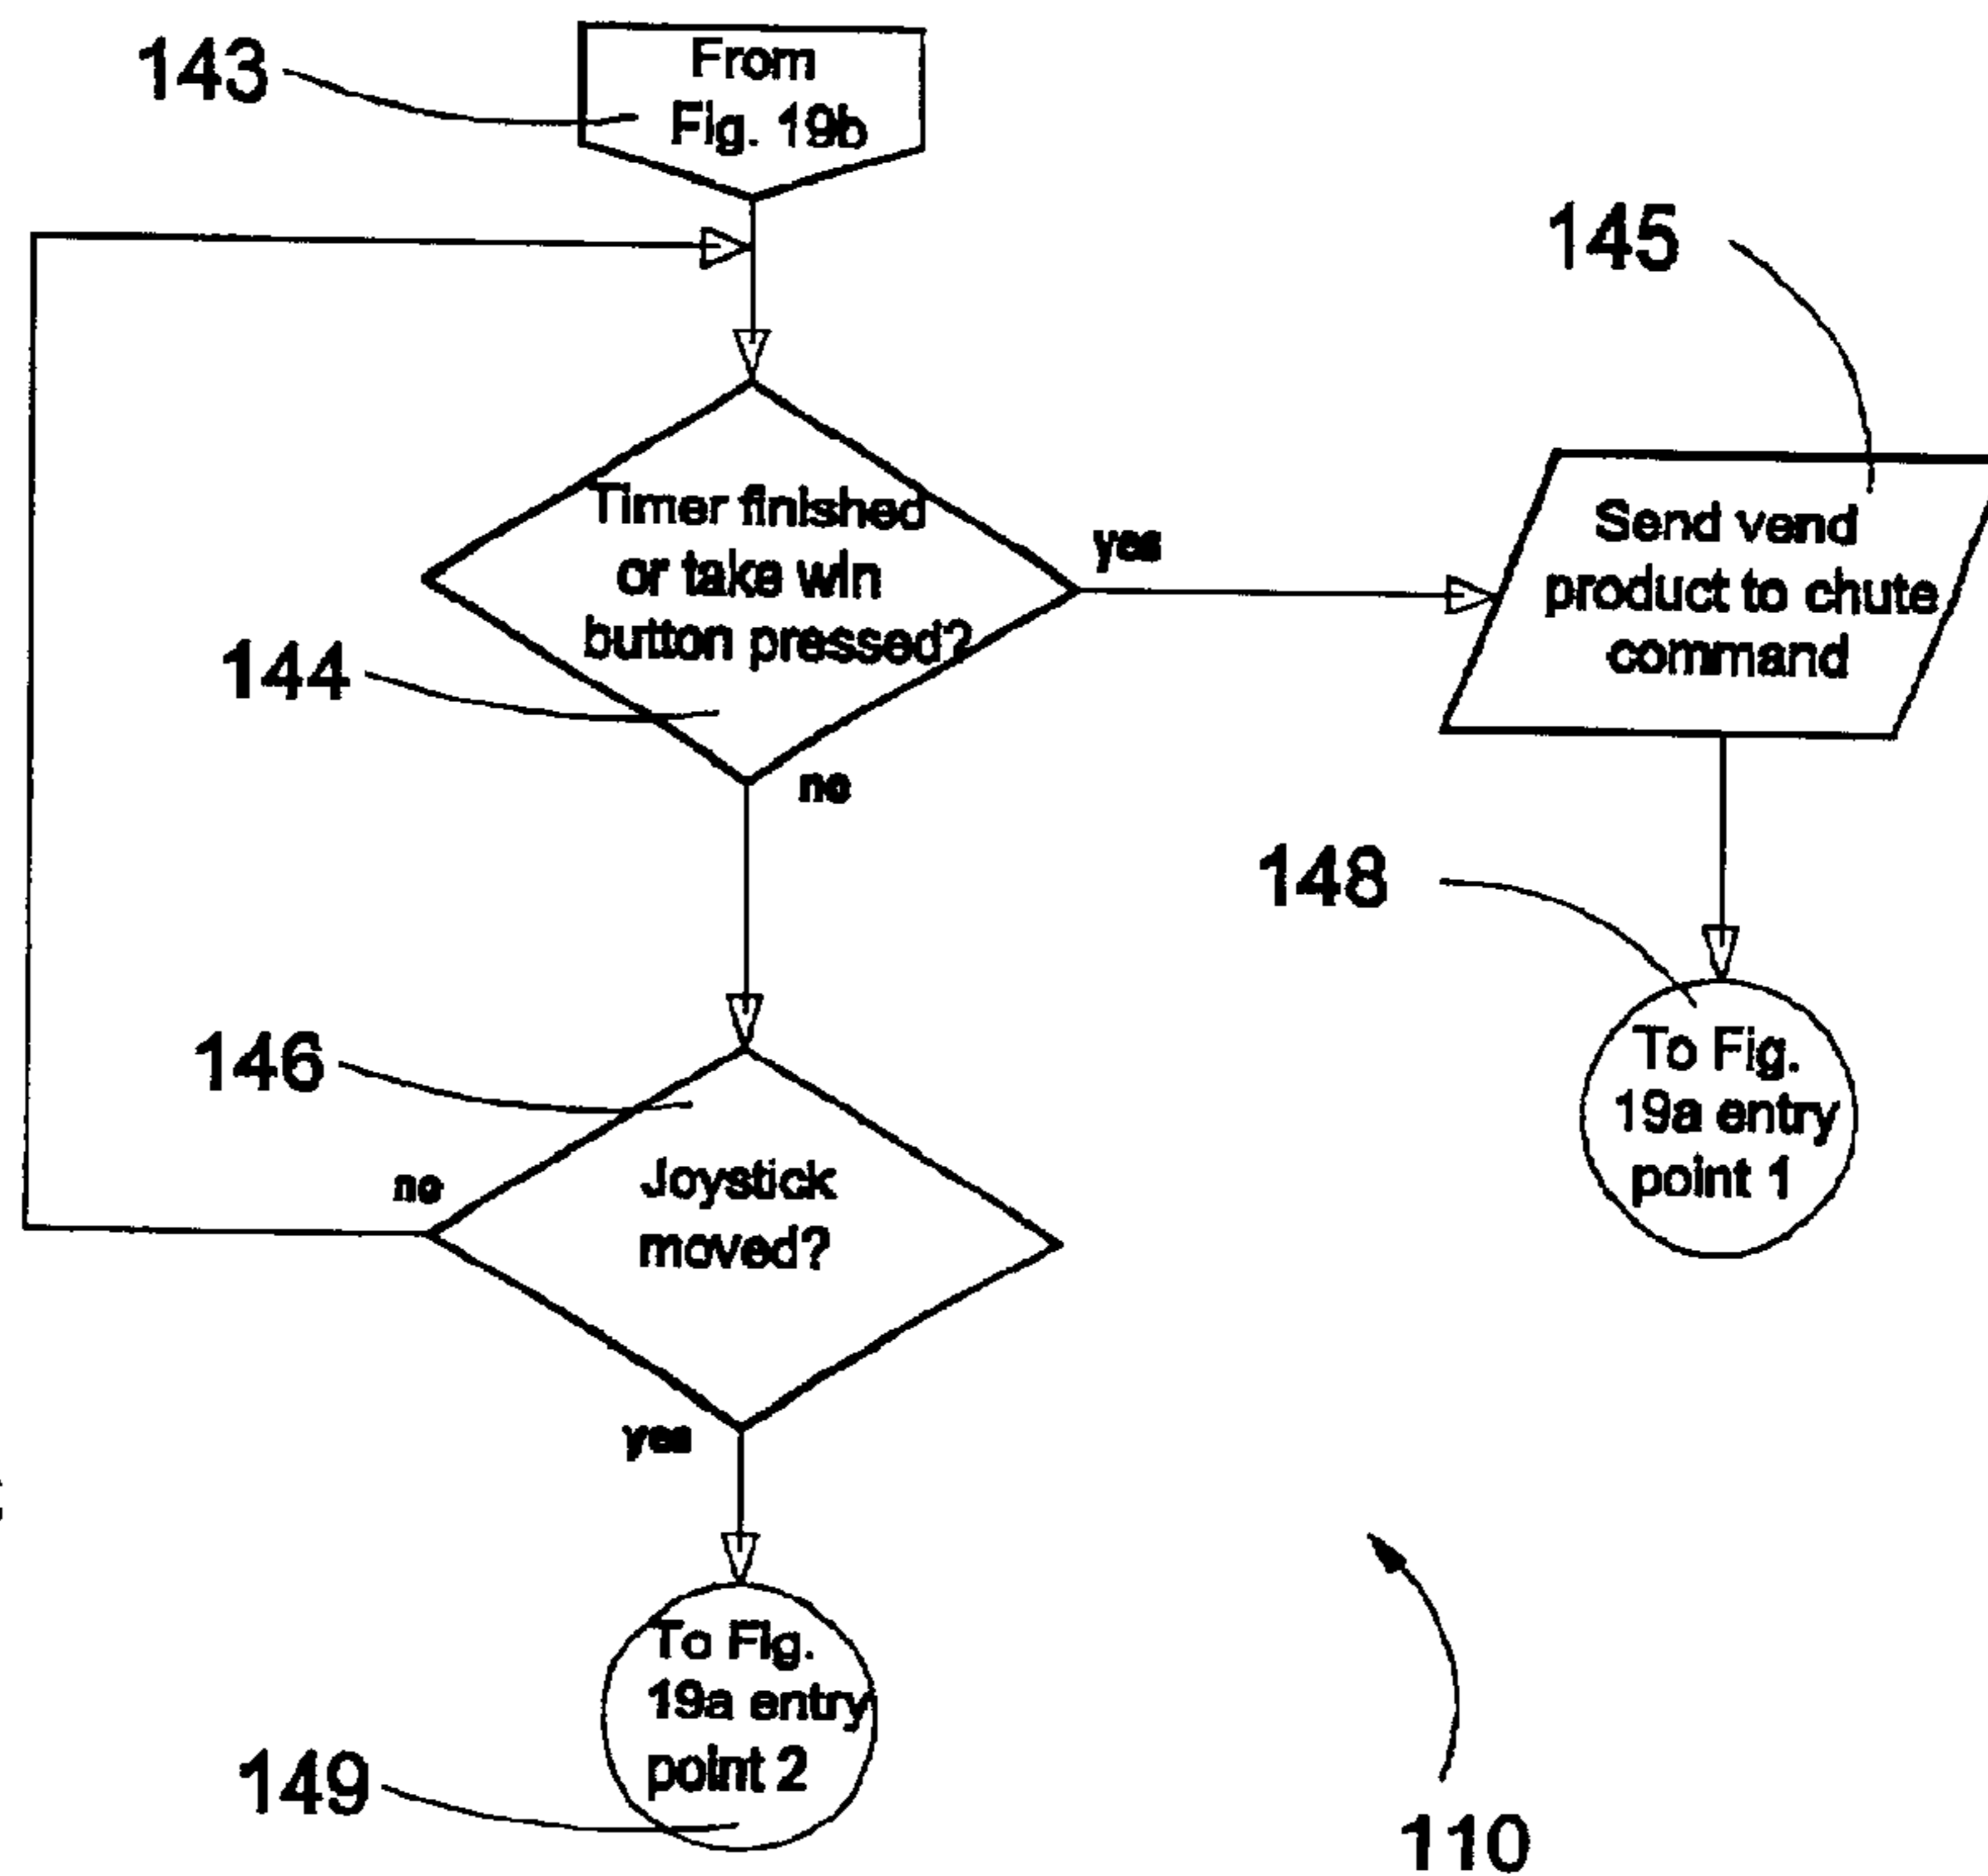 143
From
Fig. 19b
145
Timer finished
or take win
button pressed?
yes
Send vend
product to chute
command
144
no
148
146
To Fig.
19a entry
point 1
no
Joystick
moved?
yes
To Fig.
19a entry
point 2
149
110